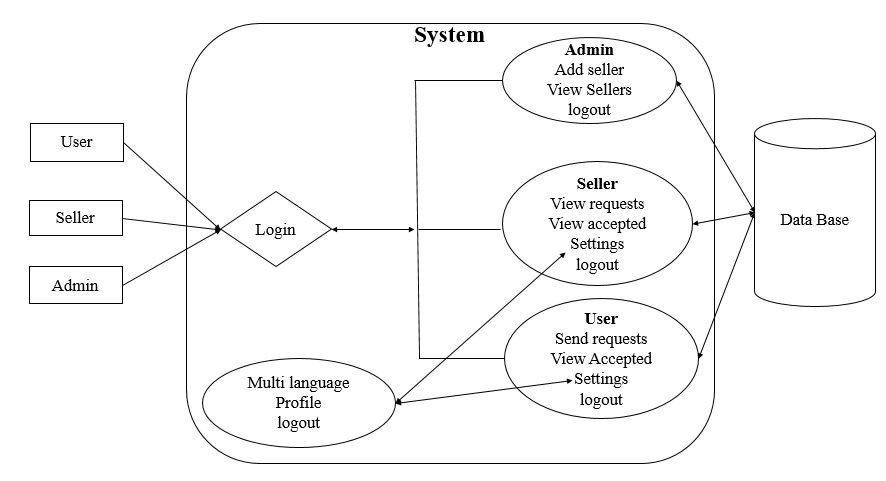 System
User
Seller
Admin
Login
Admin
Add seller
View Sellers
logout
Seller
View requests
View accepted
Settings
logout
User
Send requests
View Accepted
Settings
logout
Multi language
Profile
logout
Data Base